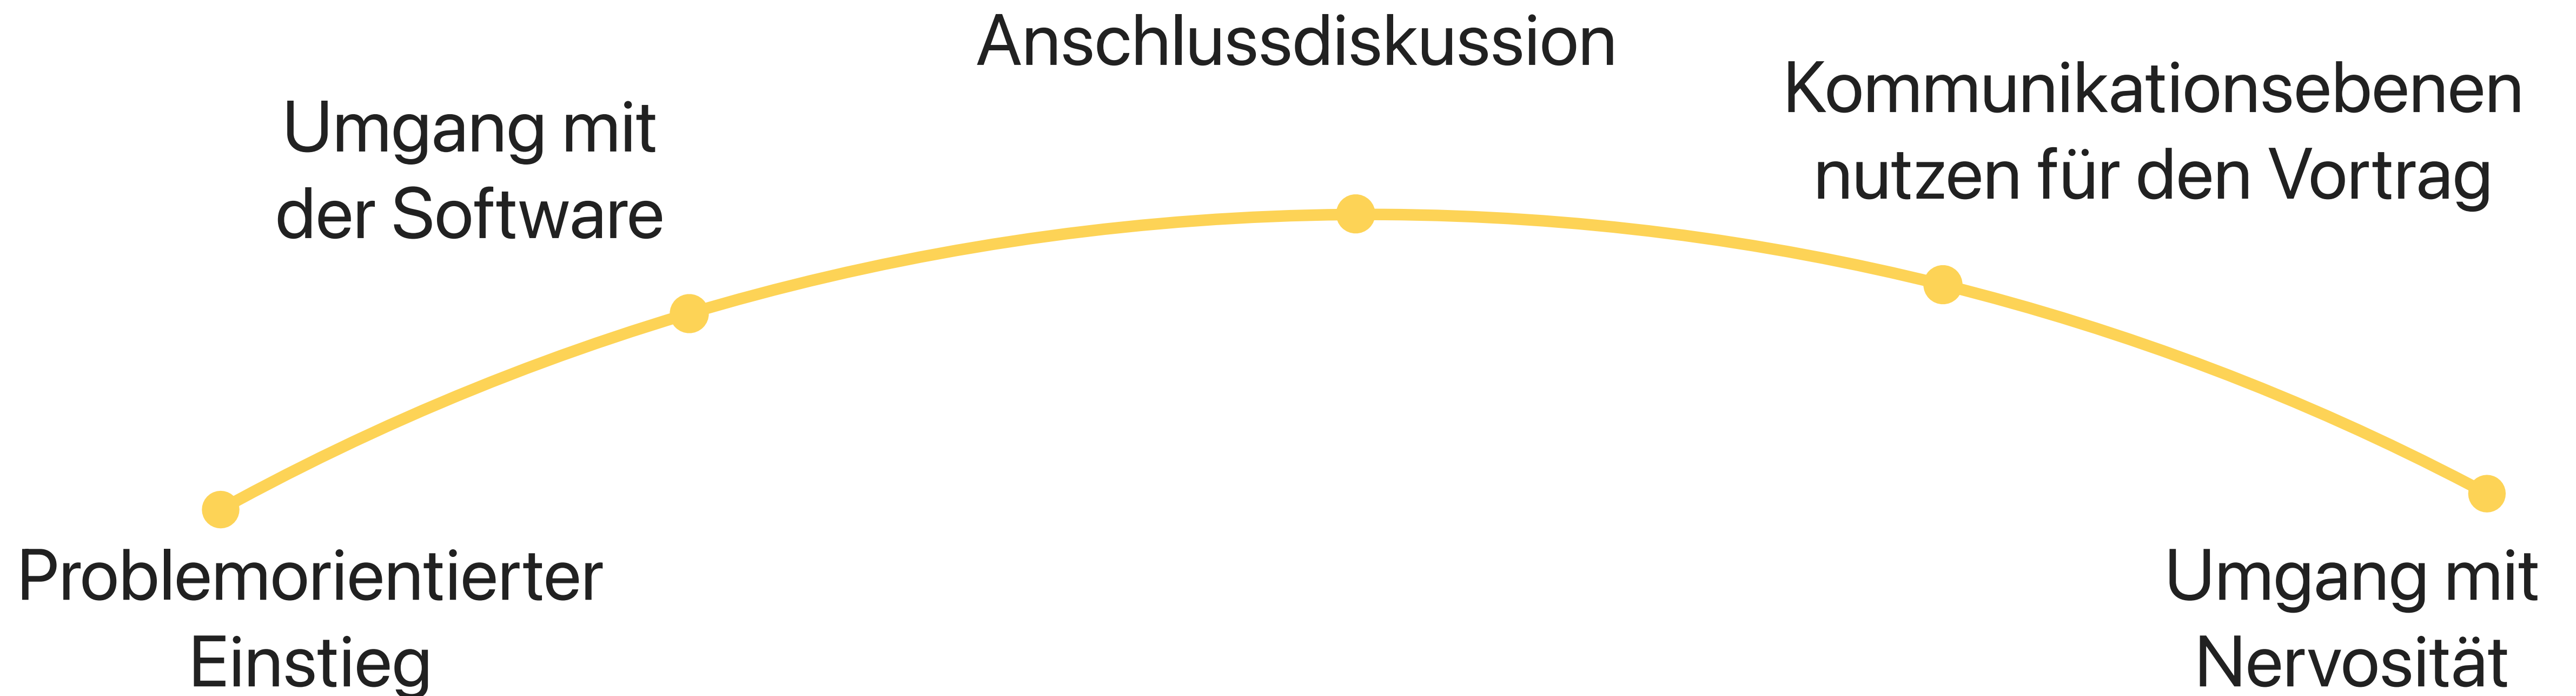 Problemorientierter
Einstieg
Umgang mit
der Software
Anschlussdiskussion
Kommunikationsebenen
nutzen für den Vortrag
Umgang mit
Nervosität